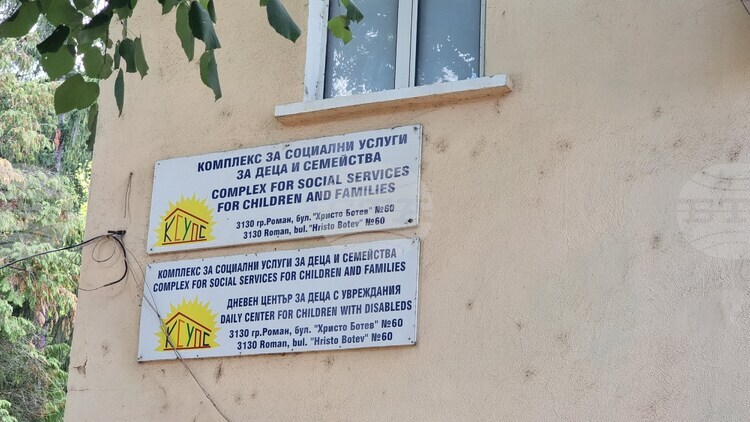 КОМПЛЕКС ЗА СОЦИАЛНИ УСЛУГИ
ЗА ДЕЦА И СЕМЕЙСТВА
COMPLEX FOR SOCIAL SERVICES
FOR CHILDREN AND FAMILIES
КСУДС
3130 гр.Роман, бул. "Христо Ботев" №60
3130 Roman, bul. "Hristo Botev" №60
КОМПЛЕКС ЗА СОЦИАЛНИ УСЛУГИ ЗА ДЕЦА И СЕМЕЙСТВА
COMPLEX FOR SOCIAL SERVICES FOR CHILDREN AND FAMILIES
ДНЕВЕН ЦЕНТЪР ЗА ДЕЦА С УВРЕЖДАНИЯ
DAILY CENTER FOR CHILDREN WITH DISABLEDS
КСУДС
3130 гр.Роман, бул. "Христо Ботев" №60
3130 Roman, bul. "Hristo Botev" №60